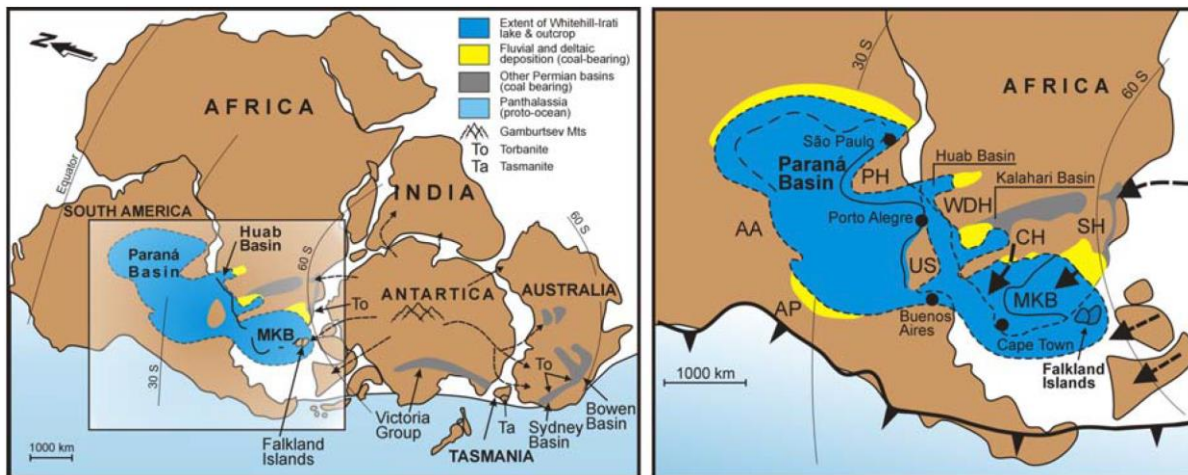 N
Extent of Whitehill-Irati
lake & outcrop
Fluvial and deltaic
deposition (coal-bearing)
Other Permian basins
(coal bearing)
Panthalassia
(proto-ocean)
Gamburtsev Mts
To Torbanite
Ta Tasmanite
AFRICA
Equator
INDIA
SOUTH AMERICA
60 S
60 S
Huab
Basin
Paraná
Basin
To
ANTARTICA
AUSTRALIA
MKB
30 S
To
Victoria
Group
Bowen
Basin
Falkland
Islands
Ta
Sydney
Basin
TASMANIA
1000 km
30 S
AFRICA
60 S
São Paulo
Paraná
Basin
PH
Huab Basin
Kalahari Basin
WDH
Porto Alegre
AA
CH
SH
US
MKB
AP
Buenos
Aires
Cape Town
Falkland
Islands
1000 km